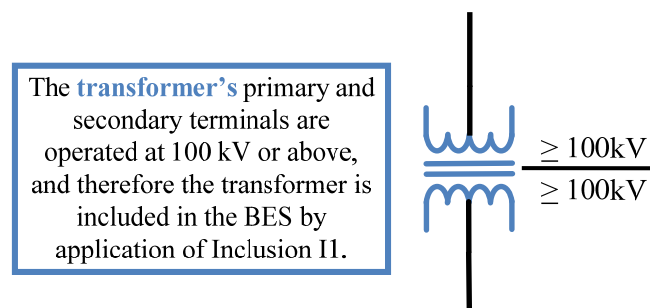 The transformer's primary and
secondary terminals are
operated at 100 kV or above,
and therefore the transformer is
included in the BES by
application of Inclusion I1.
≥ 100kV
≥ 100kV